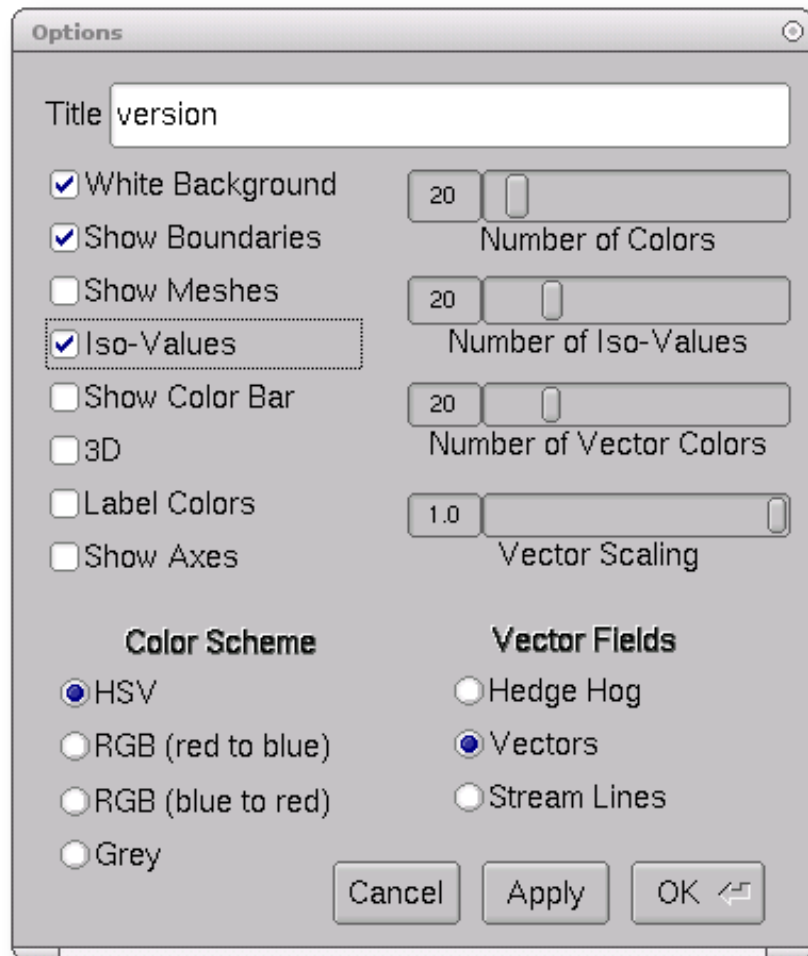 Options
Title version
White Background
Show Boundaries
Show Meshes
Iso-Values
Show Color Bar
3D
Label Colors
Show Axes
20
Number of Colors
20
Number of Iso-Values
20
Number of Vector Colors
1.0
Vector Scaling
Color Scheme
HSV
RGB (red to blue)
RGB (blue to red)
Grey
Vector Fields
Hedge Hog
Vectors
Stream Lines
Cancel
Apply
OK